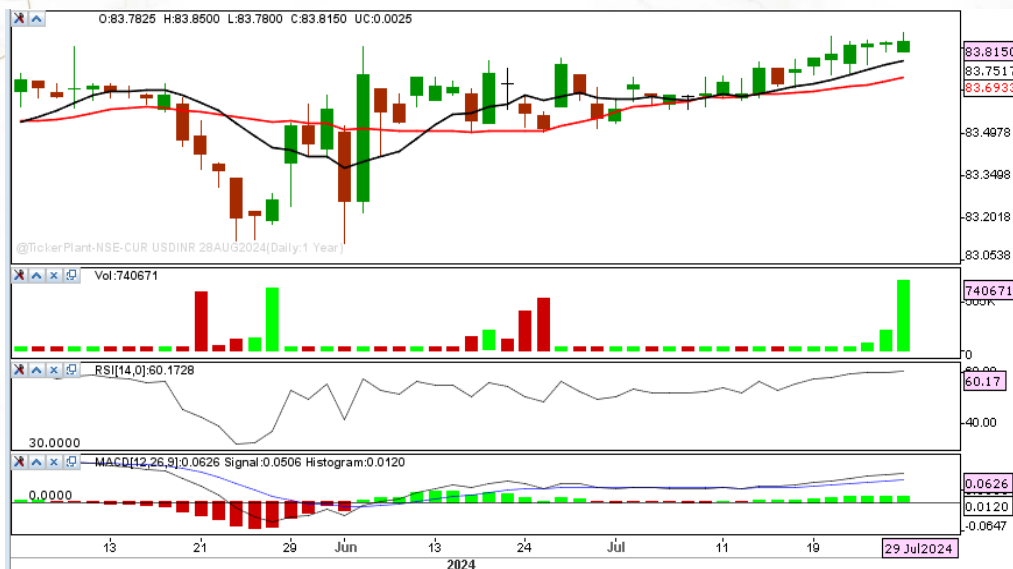 O:83.7825 H:83.8500 L:83.7800 C:83.8150 UC:0.0025
83.8150
83.7517
83.6933
83.4978
83.3498
83.2018
83.0538
@TickerPlant-NSE-CUR USDINR 28AUG2024(Daily:1 Year)
Vol:740671
740671
0
RSI[14,0]:60.1728
60.17
40.00
30.0000
MACD[12,26,9]:0.0626 Signal:0.0506 Histogram:0.0120
0.0000
0.0626
0.0120
-0.0647
13 21 29 Jun 13 24 Jul 11 19 29 Jul2024
2024